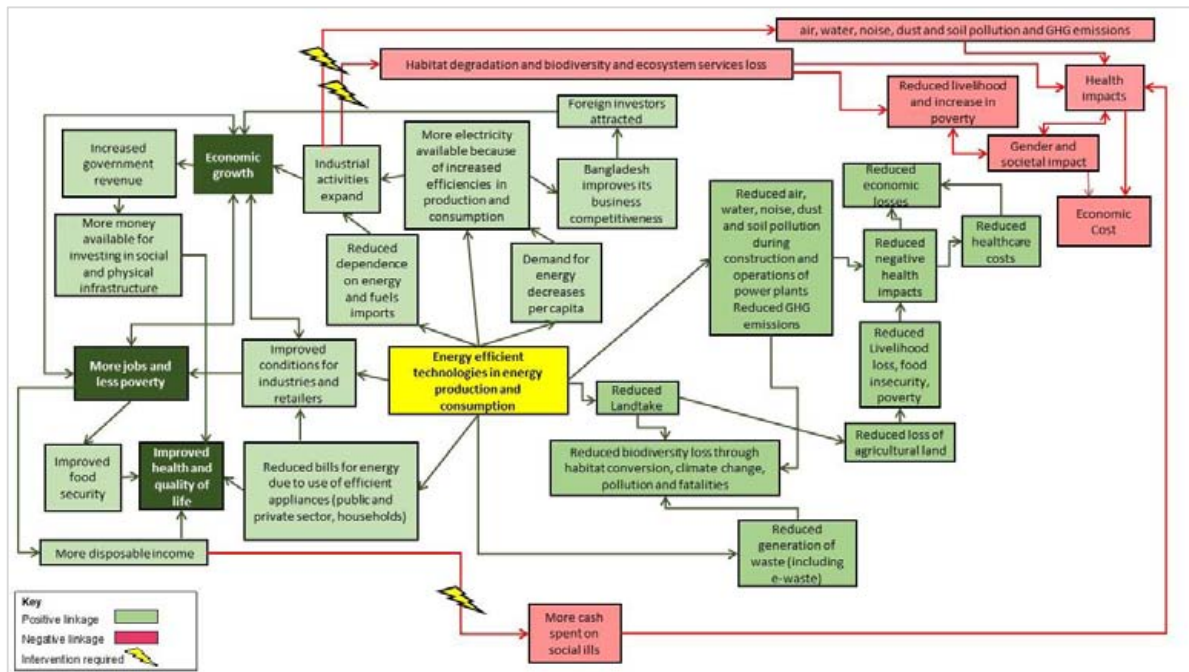 air, water, noise, dust and soil pollution and GHG emissions
Habitat degradation and biodiversity and ecosystem services loss
Health
impacts
Reduced livelihood
and increase in
poverty
Gender and
societal impact
Economic
Cost
Foreign investors
attracted
Increased
government
revenue
Economic
growth
Industrial
activities
expand
More electricity
available because
of increased
efficiencies in
production and
consumption
Bangladesh
improves its
business
competitiveness
More money
available for
investing in social
and physical
infrastructure
Reduced
dependence
on energy
and fuels
imports
Demand for
energy
decreases
per capita
Reduced air,
water, noise, dust
and soil pollution
during
construction and
operations of
power plants
Reduced GHG
emissions
Reduced
economic
losses
Reduced
negative
health
impacts
Reduced
healthcare
costs
More jobs and
less poverty
Improved
conditions for
industries and
retailers
Energy efficient
technologies in energy
production and
consumption
Reduced
Landtake
Reduced
Livelihood
loss, food
insecurity,
poverty
Reduced loss of
agricultural land
Improved
food
security
Improved
health and
quality of
life
Reduced bills for energy
due to use of efficient
appliances (public and
private sector, households)
Reduced biodiversity loss through
habitat conversion, climate change,
pollution and fatalities
More disposable income
Reduced
generation of
waste (including
e-waste)
More cash
spent on
social ills
Key
Positive linkage
Negative linkage
Intervention required